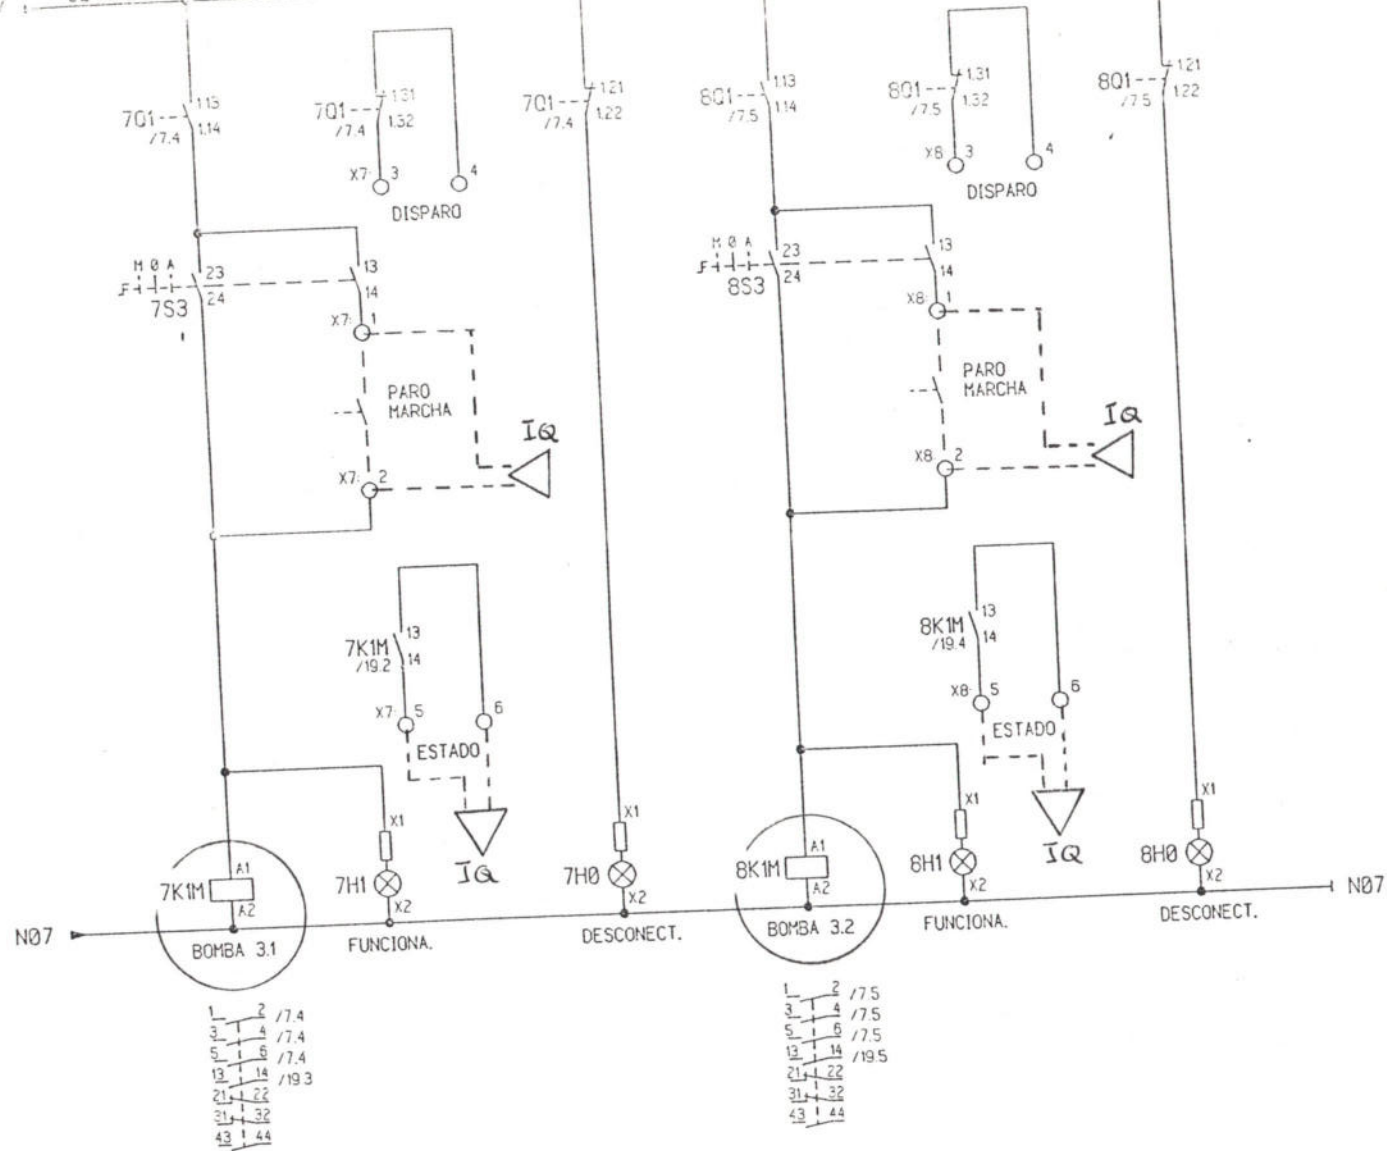 1.13
7Q1
1.14
/7.4
1.31
7Q1
1.32
/7.4
X7: 3
4
DISPARO
1.21
7Q1
1.22
/7.4
1.13
8Q1
1.14
/7.5
1.31
8Q1
1.32
/7.5
X8 3
4
DISPARO
1.21
8Q1
1.22
/7.5
M 0 A
23
24
7S3
13
14
X7: 1
PARO
MARCHA
IQ
X7: 2
M 0 A
23
24
8S3
13
14
X8: 1
PARO
MARCHA
IQ
X8: 2
13
7K1M
14
/19.2
X7: 5
6
ESTADO
IQ
13
8K1M
14
/19.4
X8: 5
6
ESTADO
IQ
A1
7K1M
A2
BOMBA 3.1
X1
7H1
X2
FUNCIONA.
X1
7H0
X2
DESCONECT.
A1
8K1M
A2
BOMBA 3.2
X1
8H1
X2
FUNCIONA.
X1
8H0
X2
DESCONECT.
N07
N07
1 2 /7.4
3 4 /7.4
5 6 /7.4
13 14 /19.3
21 22
31 32
43 44
1 2 /7.5
3 4 /7.5
5 6 /7.5
13 14 /19.5
21 22
31 32
43 44